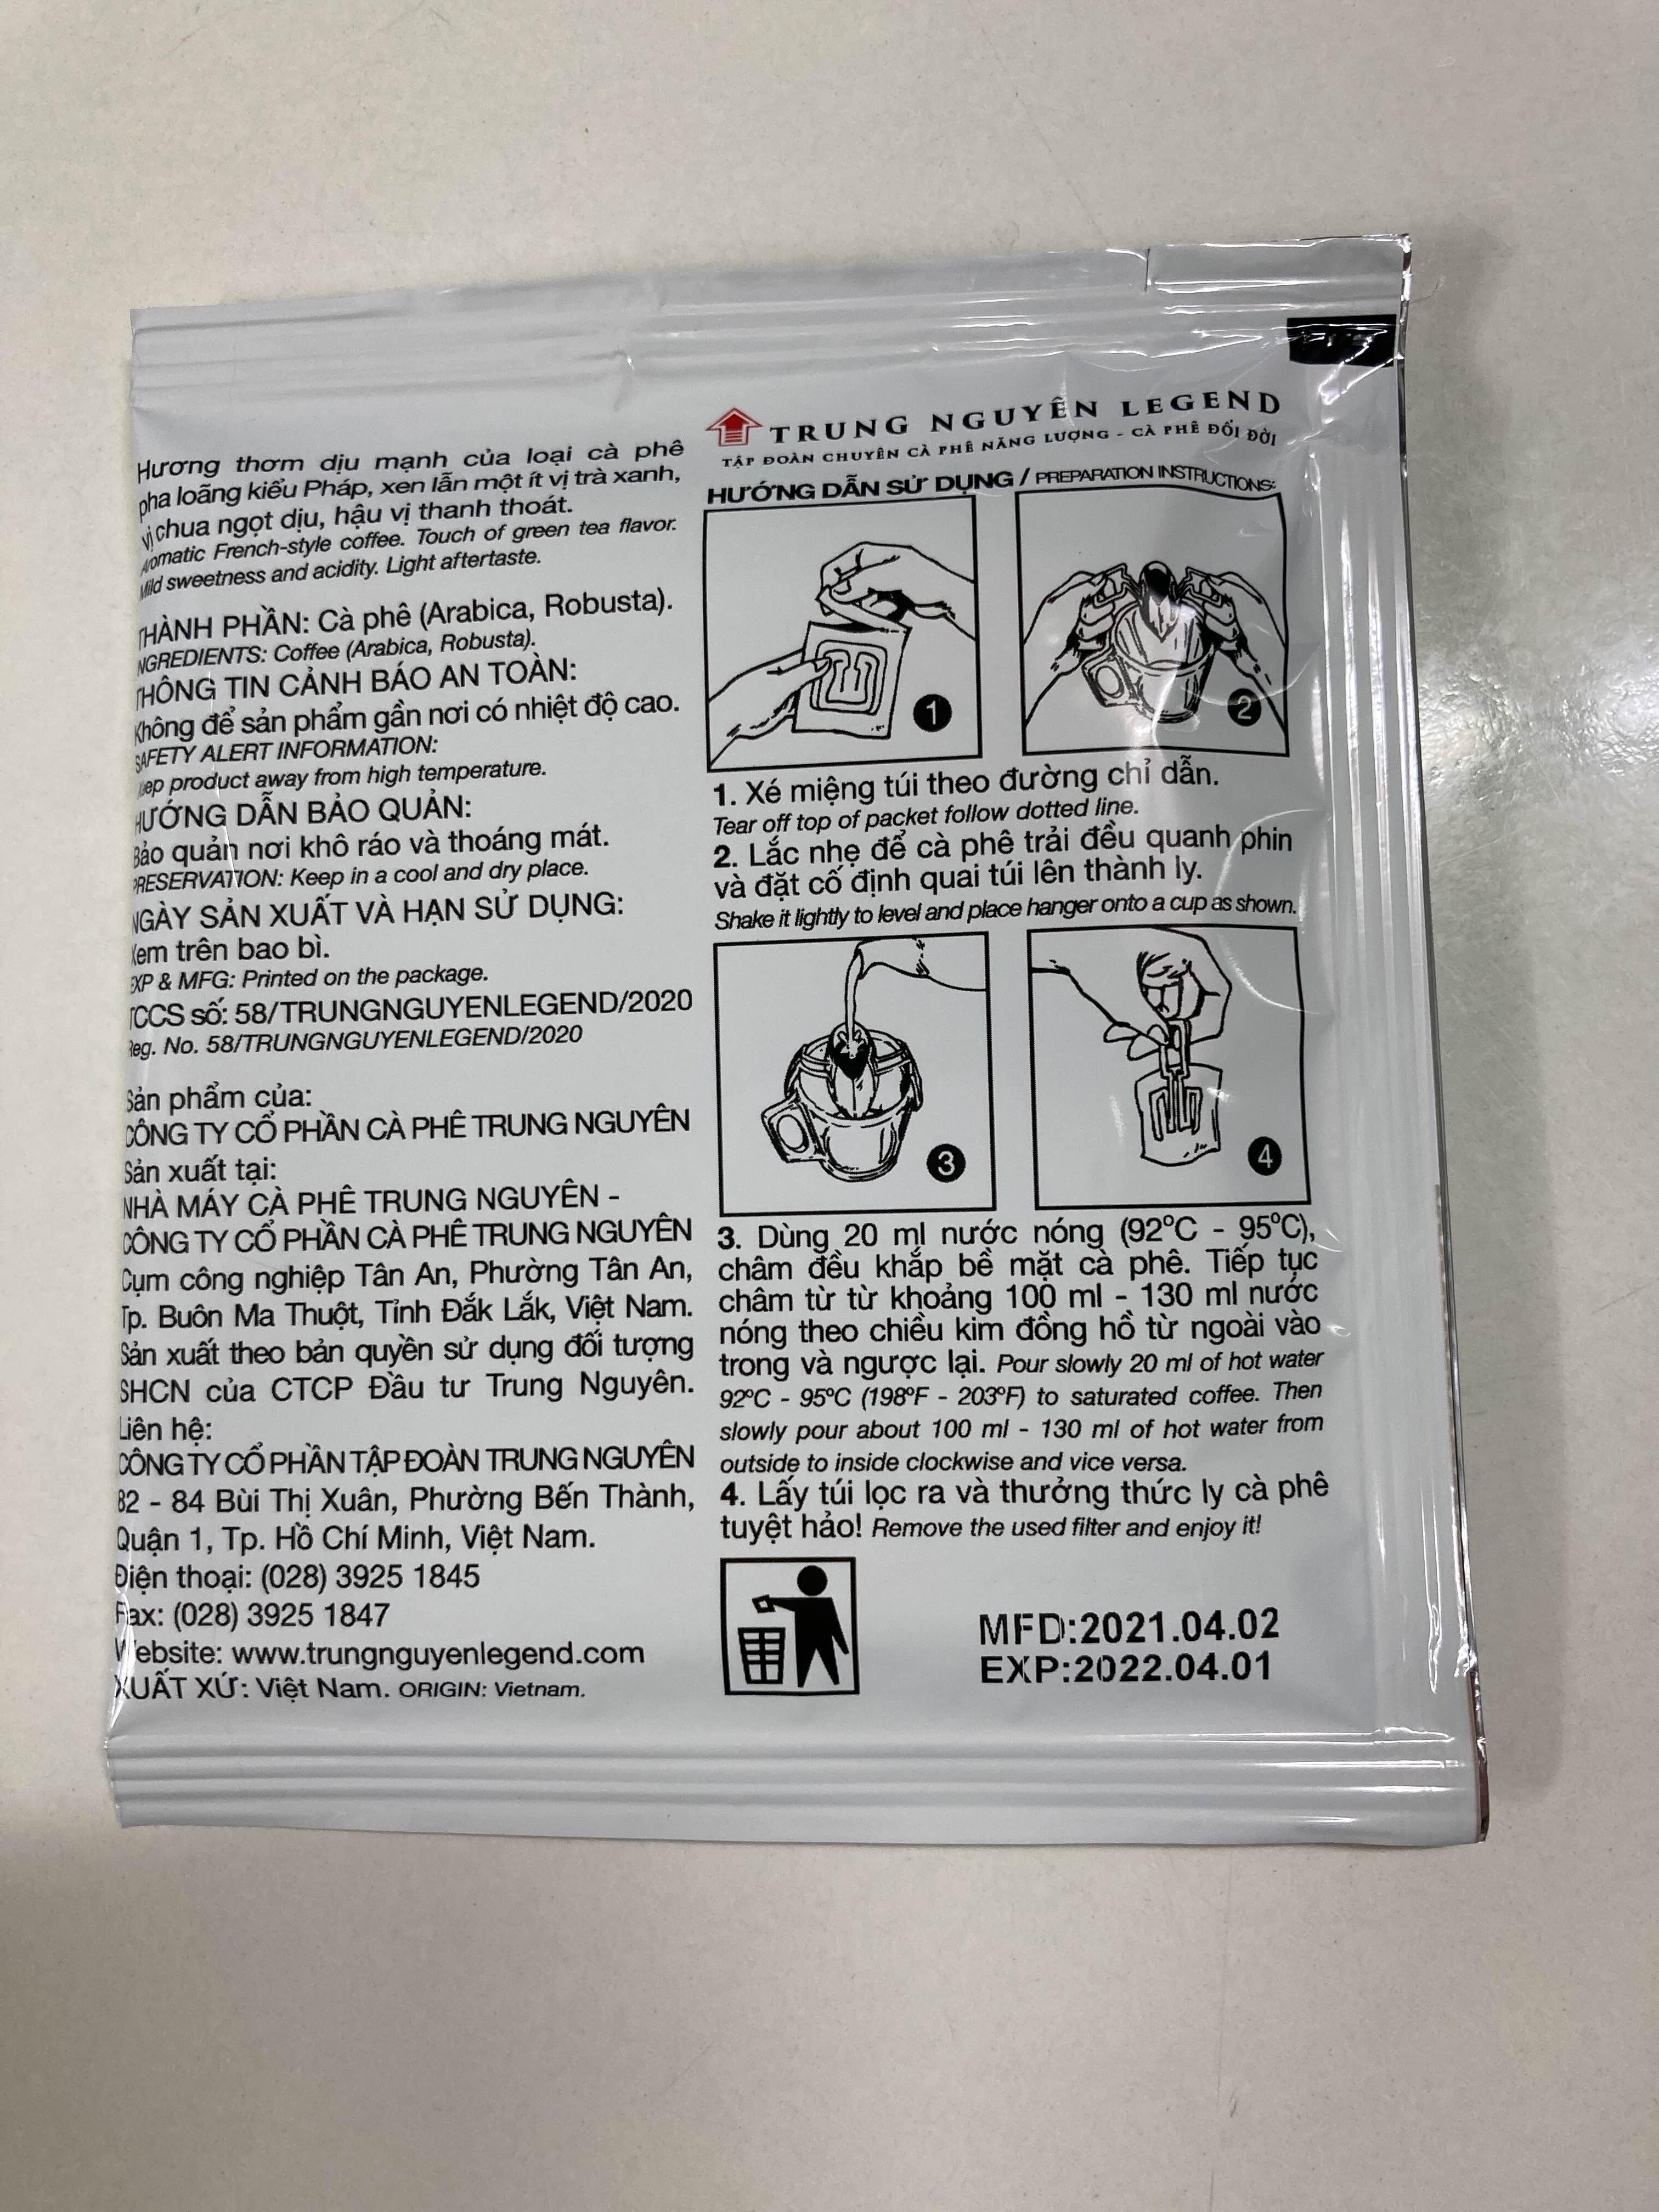 Hương thơm dịu mạnh của loại cà phê
pha loãng kiểu Pháp, xen lẫn một ít vị trà xanh,
vị chua ngọt dịu, hậu vị thanh thoát.
Aromatic French-style coffee. Touch of green tea flavor.
Mild sweetness and acidity. Light aftertaste.
THÀNH PHẦN: Cà phê (Arabica, Robusta).
INGREDIENTS: Coffee (Arabica, Robusta).
THÔNG TIN CẢNH BÁO AN TOÀN:
Không để sản phẩm gần nơi có nhiệt độ cao.
SAFETY ALERT INFORMATION:
Keep product away from high temperature.
HƯỚNG DẪN BẢO QUẢN:
Bảo quản nơi khô ráo và thoáng mát.
PRESERVATION: Keep in a cool and dry place.
NGÀY SẢN XUẤT VÀ HẠN SỬ DỤNG:
Xem trên bao bì.
EXP & MFG: Printed on the package.
TCCS số: 58/TRUNGNGUYENLEGEND/2020
Reg. No. 58/TRUNGNGUYENLEGEND/2020
Sản phẩm của:
CÔNG TY CỔ PHẦN CÀ PHÊ TRUNG NGUYÊN
Sản xuất tại:
NHÀ MÁY CÀ PHÊ TRUNG NGUYÊN -
CÔNG TY CỔ PHẦN CÀ PHÊ TRUNG NGUYÊN
Cụm công nghiệp Tân An, Phường Tân An,
Tp. Buôn Ma Thuột, Tỉnh Đắk Lắk, Việt Nam.
Sản xuất theo bản quyền sử dụng đối tượng
SHCN của CTCP Đầu tư Trung Nguyên.
Liên hệ:
CÔNG TY CỔ PHẦN TẬP ĐOÀN TRUNG NGUYÊN
82 - 84 Bùi Thị Xuân, Phường Bến Thành,
Quận 1, Tp. Hồ Chí Minh, Việt Nam.
Điện thoại: (028) 3925 1845
Fax: (028) 3925 1847
Website: www.trungnguyenlegend.com
XUẤT XỨ: Việt Nam. ORIGIN: Vietnam.
TRUNG NGUYÊN LEGEND
TẬP ĐOÀN CHUYÊN CÀ PHÊ NĂNG LƯỢNG - CÀ PHÊ ĐỔI ĐỜI
HƯỚNG DẪN SỬ DỤNG / PREPARATION INSTRUCTIONS:
1
2
1. Xé miệng túi theo đường chỉ dẫn.
Tear off top of packet follow dotted line.
2. Lắc nhẹ để cà phê trải đều quanh phin
và đặt cố định quai túi lên thành ly.
Shake it lightly to level and place hanger onto a cup as shown.
3
4
3. Dùng 20 ml nước nóng (92ºC - 95ºC),
châm đều khắp bề mặt cà phê. Tiếp tục
châm từ từ khoảng 100 ml - 130 ml nước
nóng theo chiều kim đồng hồ từ ngoài vào
trong và ngược lại. Pour slowly 20 ml of hot water
92ºC - 95ºC (198ºF - 203ºF) to saturated coffee. Then
slowly pour about 100 ml - 130 ml of hot water from
outside to inside clockwise and vice versa.
4. Lấy túi lọc ra và thưởng thức ly cà phê
tuyệt hảo! Remove the used filter and enjoy it!
MFD:2021.04.02
EXP:2022.04.01